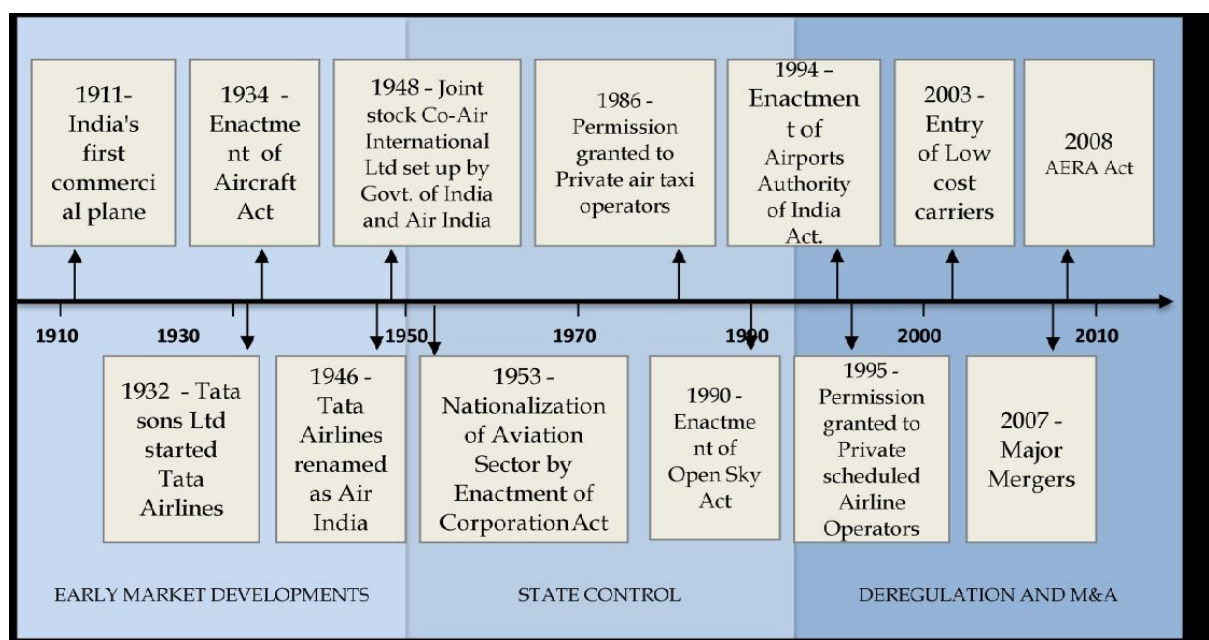 1911-
India's
first
commerci
al plane
1934 -
Enactme
nt of
Aircraft
Act
1948 - Joint
stock Co-Air
International
Ltd set up by
Govt. of India
and Air India
1986 -
Permission
granted to
Private air taxi
operators
1994 –
Enactmen
t of
Airports
Authority
of India
Act.
2003 -
Entry
of Low
cost
carriers
2008
AERA Act
1910
1930
1950
1970
1990
2000
2010
1932 - Tata
sons Ltd
started
Tata
Airlines
1946 -
Tata
Airlines
renamed
as Air
India
1953 -
Nationalization
of Aviation
Sector by
Enactment of
Corporation Act
1990 -
Enactme
nt of
Open Sky
Act
1995 -
Permission
granted to
Private
scheduled
Airline
Operators
2007 -
Major
Mergers
EARLY MARKET DEVELOPMENTS
STATE CONTROL
DEREGULATION AND M&A